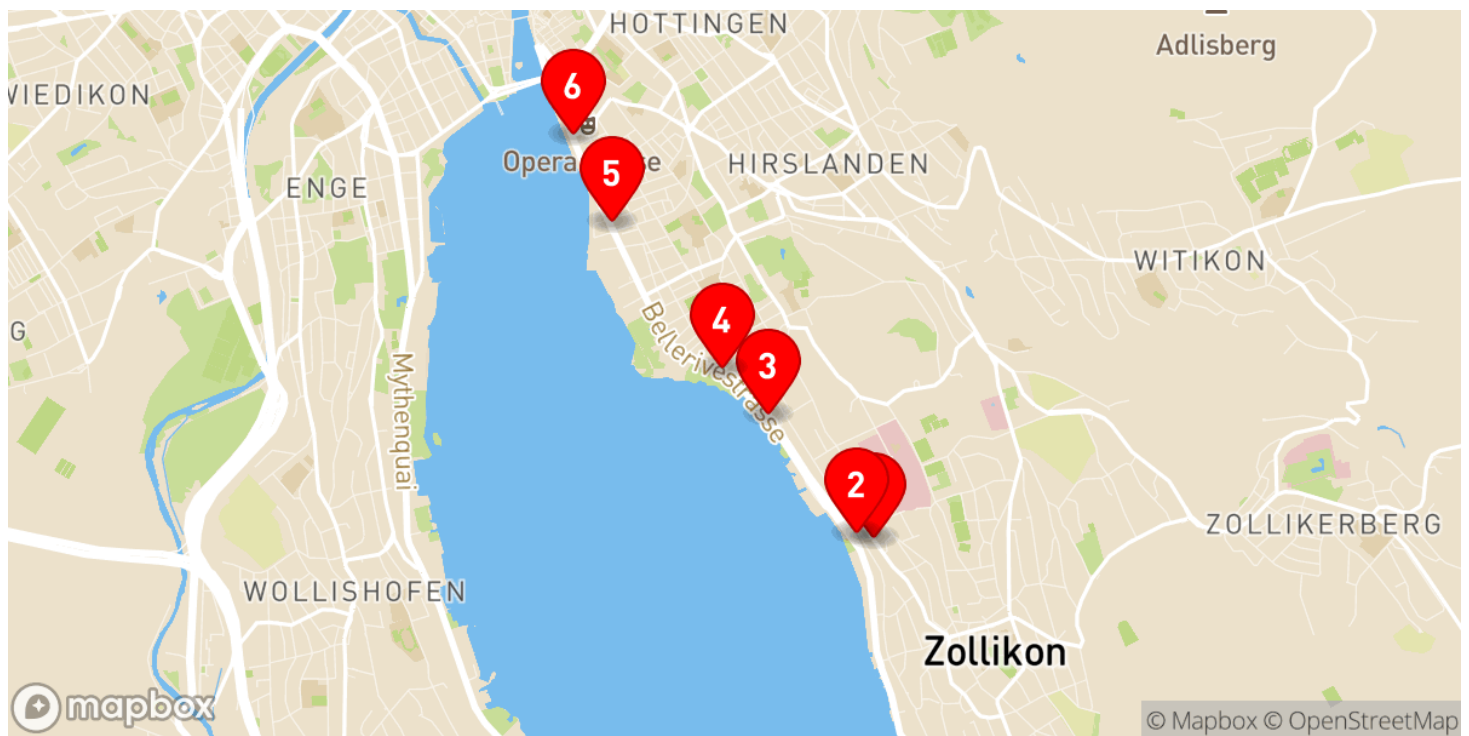 HOTTINGEN
Adlisberg
WIEDIKON
6
5
HIRSLANDEN
ENGE
WITIKON
4
Bellerivestrasse
3
Mythenquai
2
ZOLLIKERBERG
WOLLISHOFEN
Zollikon
mapbox
© Mapbox © OpenStreetMap